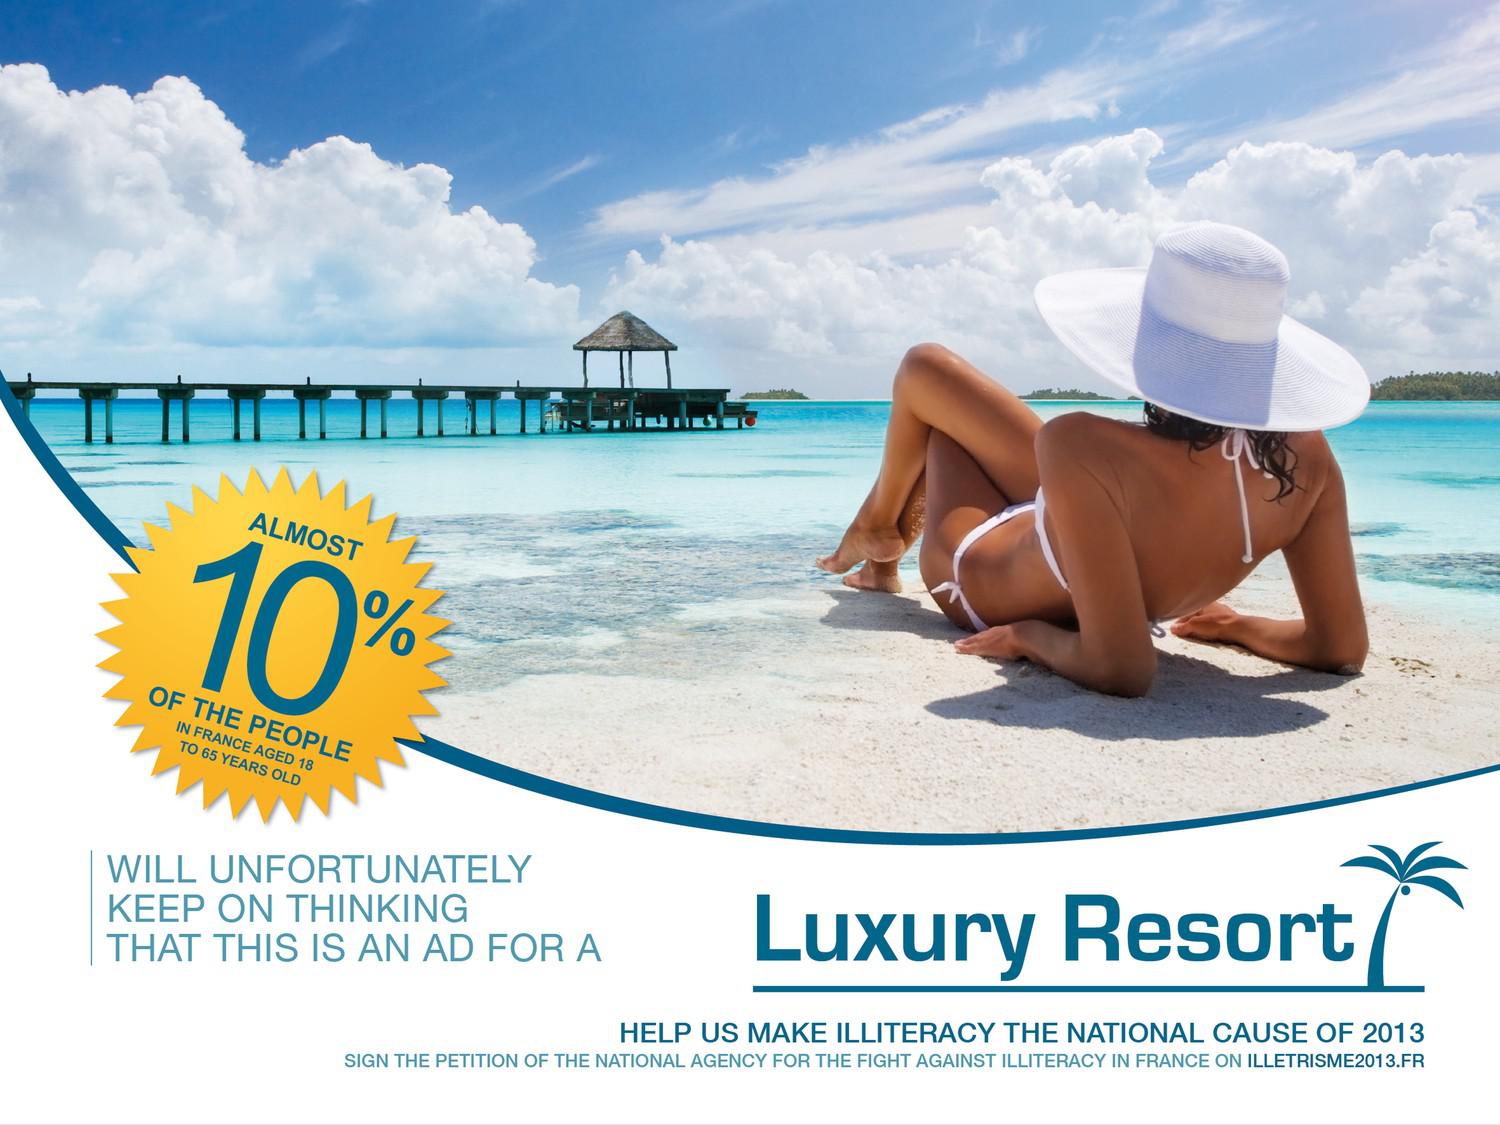 ALMOST
10%
OF THE PEOPLE
IN FRANCE AGED 18
TO 65 YEARS OLD
WILL UNFORTUNATELY
KEEP ON THINKING
THAT THIS IS AN AD FOR A
Luxury Resort
HELP US MAKE ILLITERACY THE NATIONAL CAUSE OF 2013
SIGN THE PETITION OF THE NATIONAL AGENCY FOR THE FIGHT AGAINST ILLITERACY IN FRANCE ON ILLETRISME2013.FR